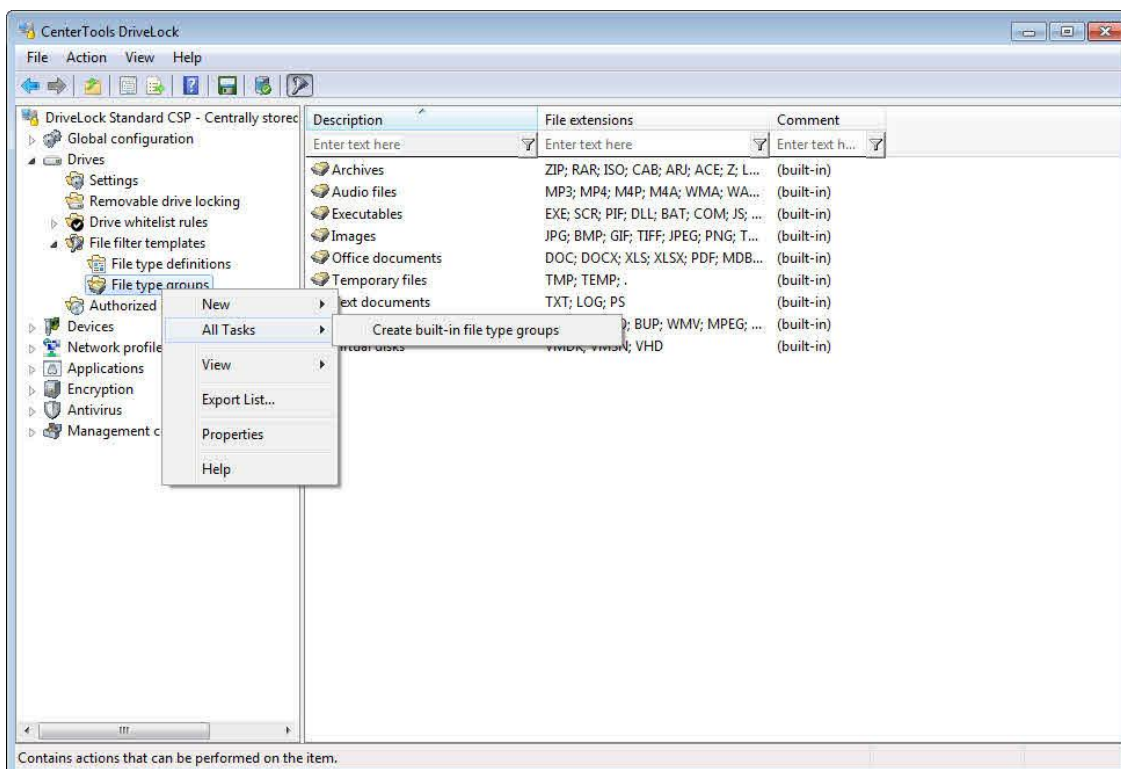 CenterTools DriveLock
File Action View Help
DriveLock Standard CSP - Centrally stored
Global configuration
Drives
Settings
Removable drive locking
Drive whitelist rules
File filter templates
File type definitions
File type groups
Authorized
Devices
Network profile
Applications
Encryption
Antivirus
Management c
New
All Tasks
View
Export List...
Properties
Help
Create built-in file type groups
Description File extensions Comment
Enter text here Enter text here Enter text h...
Archives ZIP; RAR; ISO; CAB; ARJ; ACE; Z; L... (built-in)
Audio files MP3; MP4; M4P; M4A; WMA; WA... (built-in)
Executables EXE; SCR; PIF; DLL; BAT; COM; JS; ... (built-in)
Images JPG; BMP; GIF; TIFF; JPEG; PNG; T... (built-in)
Office documents DOC; DOCX; XLS; XLSX; PDF; MDB... (built-in)
Temporary files TMP; TEMP; . (built-in)
ext documents TXT; LOG; PS (built-in)
; BUP; WMV; MPEG; ... (built-in)
disks VMDK; VMSN; VHD (built-in)
Contains actions that can be performed on the item.